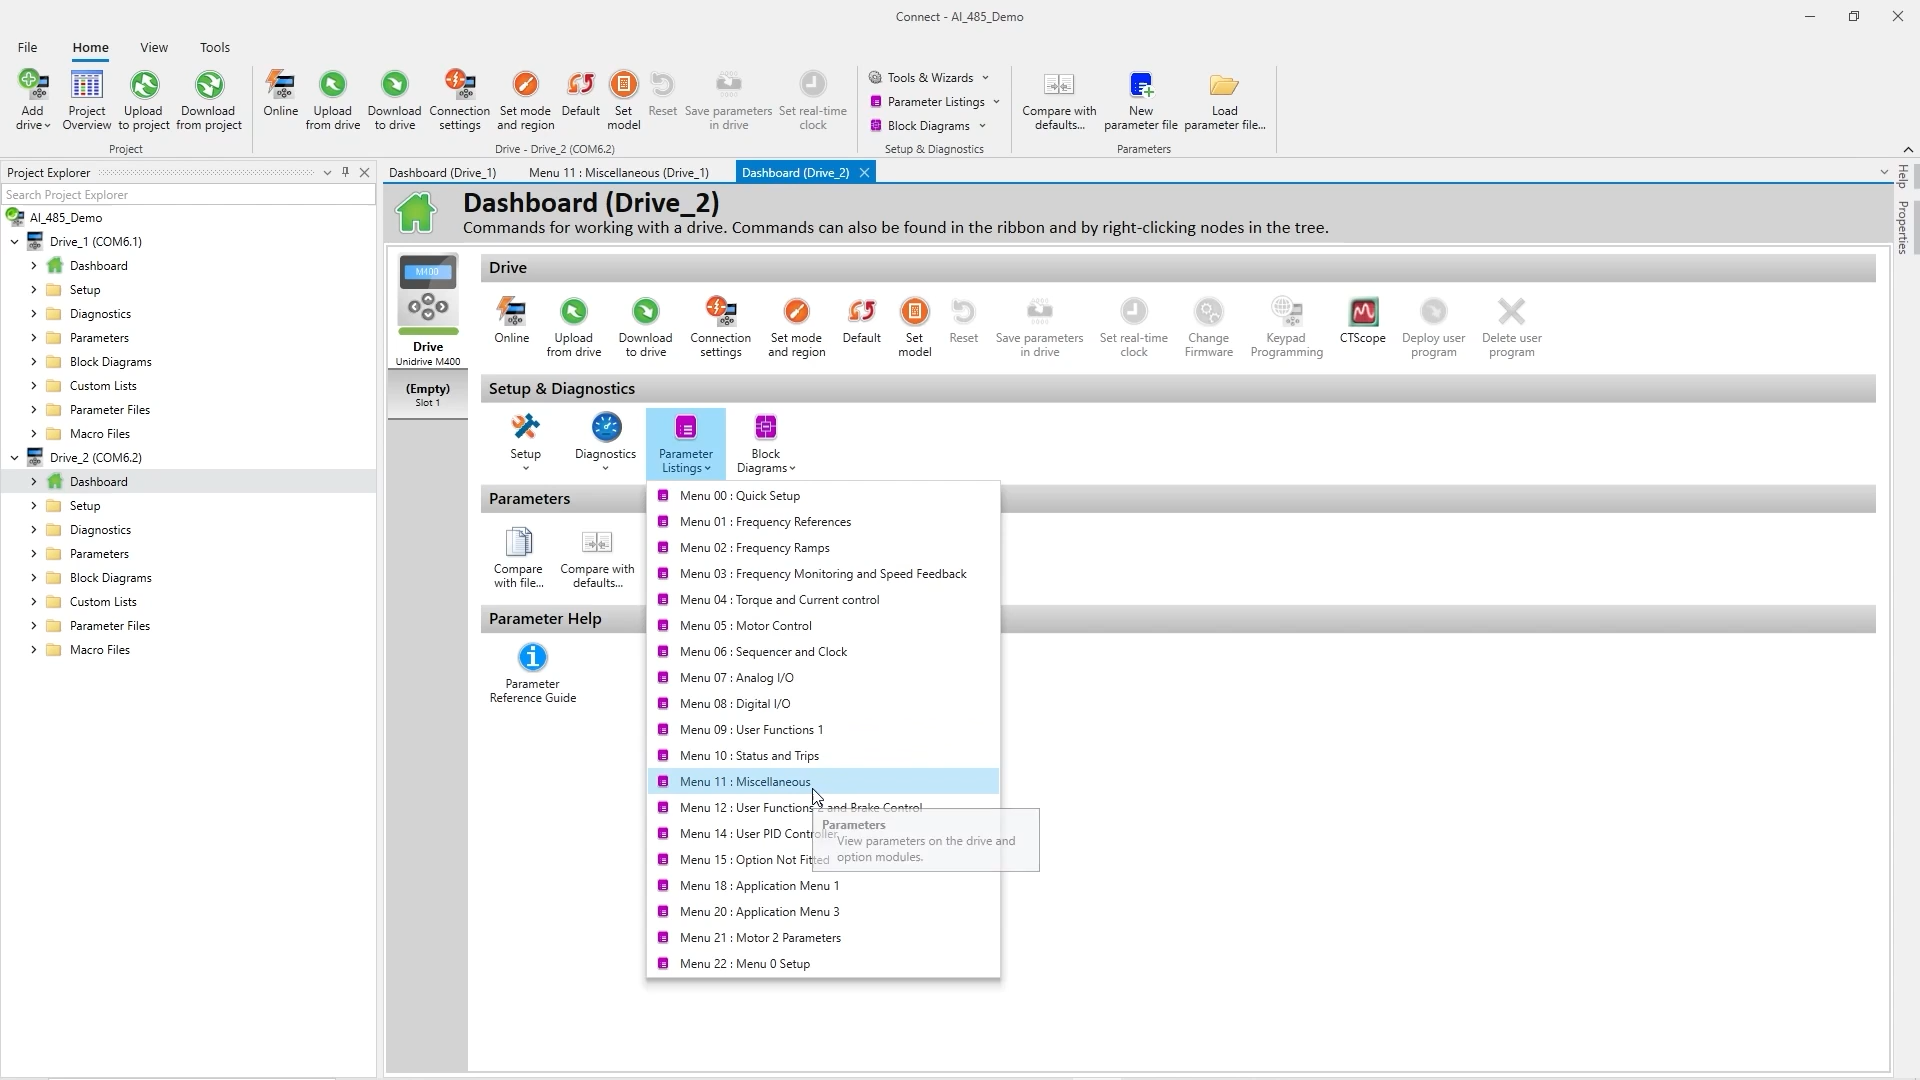 Connect - AI_485_Demo
File
Home
View
Tools
Add
drive
Project
Overview
Upload
to project
Download
from project
Project
Online
Upload
from drive
Download
to drive
Connection
settings
Set mode
and region
Default
Set
model
Reset
Save parameters
in drive
Set real-time
clock
Drive - Drive_2 (COM6.2)
Tools & Wizards
Parameter Listings
Block Diagrams
Setup & Diagnostics
Compare with
defaults...
New
parameter file
Load
parameter file...
Parameters
Project Explorer
Search Project Explorer
AI_485_Demo
Drive_1 (COM6.1)
Dashboard
Setup
Diagnostics
Parameters
Block Diagrams
Custom Lists
Parameter Files
Macro Files
Drive_2 (COM6.2)
Dashboard
Setup
Diagnostics
Parameters
Block Diagrams
Custom Lists
Parameter Files
Macro Files
Dashboard (Drive_1)
Menu 11 : Miscellaneous (Drive_1)
Dashboard (Drive_2)
Dashboard (Drive_2)
Commands for working with a drive. Commands can also be found in the ribbon and by right-clicking nodes in the tree.
M400
Drive
Unidrive M400
(Empty)
Slot 1
Drive
Online
Upload
from drive
Download
to drive
Connection
settings
Set mode
and region
Default
Set
model
Reset
Save parameters
in drive
Set real-time
clock
Change
Firmware
Keypad
Programming
CTScope
Deploy user
program
Delete user
program
Setup & Diagnostics
Setup
Diagnostics
Parameter
Listings
Block
Diagrams
Parameters
Compare
with file...
Compare with
defaults...
Parameter Help
Parameter
Reference Guide
Menu 00 : Quick Setup
Menu 01 : Frequency References
Menu 02 : Frequency Ramps
Menu 03 : Frequency Monitoring and Speed Feedback
Menu 04 : Torque and Current control
Menu 05 : Motor Control
Menu 06 : Sequencer and Clock
Menu 07 : Analog I/O
Menu 08 : Digital I/O
Menu 09 : User Functions 1
Menu 10 : Status and Trips
Menu 11 : Miscellaneous
Menu 12 : User Functions 2 and Brake Control
Menu 14 : User PID Controller
Menu 15 : Option Not Fitted
Menu 18 : Application Menu 1
Menu 20 : Application Menu 3
Menu 21 : Motor 2 Parameters
Menu 22 : Menu 0 Setup
Parameters
View parameters on the drive and
option modules.
Help
Properties